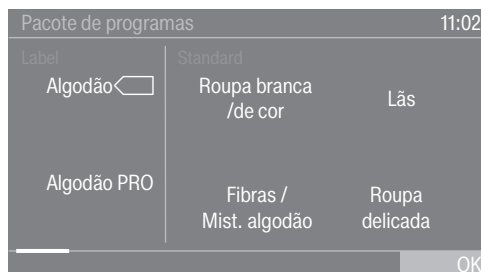 Pacote de programas
11:02
Label
Algodão
Algodão PRO
Standard
Roupa branca
/de cor
Lãs
Fibras /
Mist. algodão
Roupa
delicada
OK